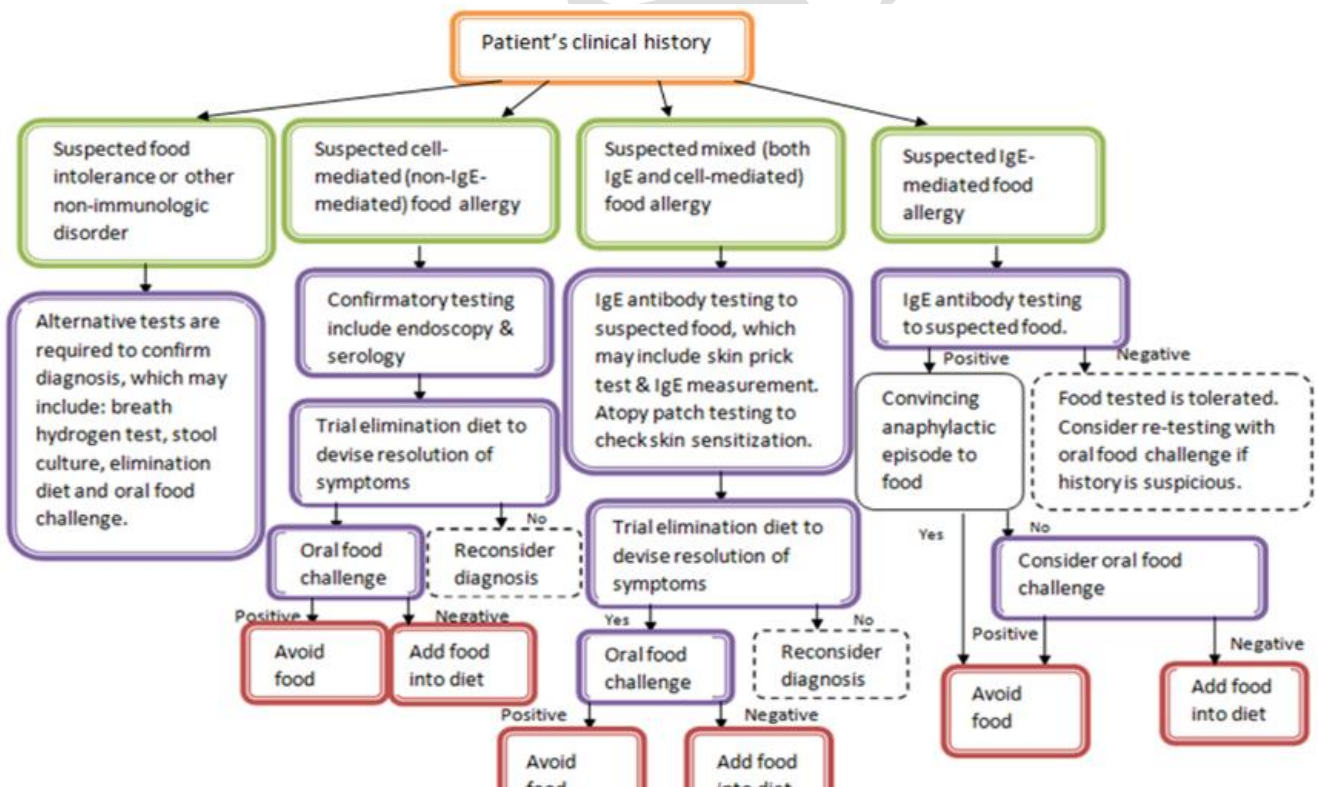 Patient's clinical history
Suspected food
intolerance or other
non-immunologic
disorder
Suspected cell-
mediated (non-IgE-
mediated) food allergy
Suspected mixed (both
IgE and cell-mediated)
food allergy
Suspected IgE-
mediated food
allergy
Alternative tests are
required to confirm
diagnosis, which may
include: breath
hydrogen test, stool
culture, elimination
diet and oral food
challenge.
Confirmatory testing
include endoscopy &
serology
Trial elimination diet to
devise resolution of
symptoms
No
Oral food
challenge
Reconsider
diagnosis
Positive
Negative
Avoid
food
Add food
into diet
IgE antibody testing to
suspected food, which
may include skin prick
test & IgE measurement.
Atopy patch testing to
check skin sensitization.
Trial elimination diet to
devise resolution of
symptoms
Yes
No
Oral food
challenge
Reconsider
diagnosis
Positive
Negative
Avoid
food
Add food
into diet
IgE antibody testing
to suspected food.
Positive
Negative
Convincing
anaphylactic
episode to
food
Food tested is tolerated.
Consider re-testing with
oral food challenge if
history is suspicious.
Yes
No
Consider oral food
challenge
Positive
Negative
Avoid
food
Add food
into diet